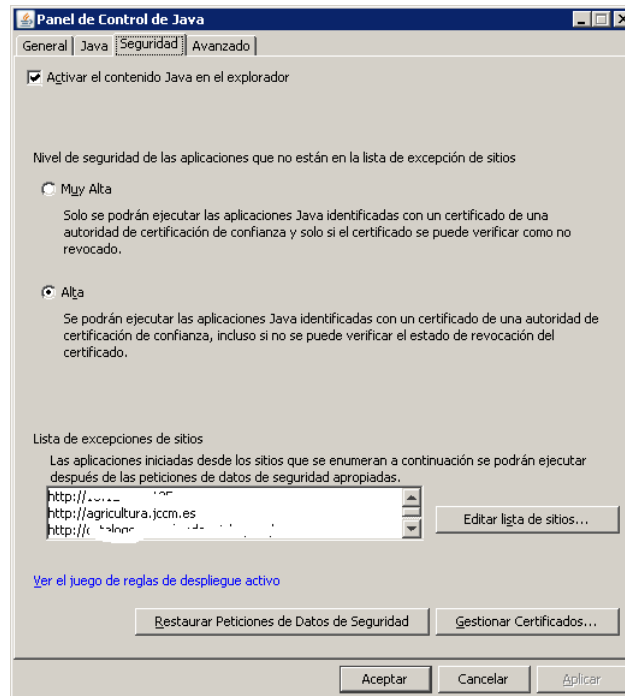 Panel de Control de Java
General Java Seguridad Avanzado
Activar el contenido Java en el explorador
Nivel de seguridad de las aplicaciones que no están en la lista de excepción de sitios
Muy Alta
Solo se podrán ejecutar las aplicaciones Java identificadas con un certificado de una
autoridad de certificación de confianza y solo si el certificado se puede verificar como no
revocado.
Alta
Se podrán ejecutar las aplicaciones Java identificadas con un certificado de una autoridad de
certificación de confianza, incluso si no se puede verificar el estado de revocación del
certificado.
Lista de excepciones de sitios
Las aplicaciones iniciadas desde los sitios que se enumeran a continuación se podrán ejecutar
después de las peticiones de datos de seguridad apropiadas.
http://
http://agricultura.jccm.es
http://
Editar lista de sitios...
Ver el juego de reglas de despliegue activo
Restaurar Peticiones de Datos de Seguridad Gestionar Certificados...
Aceptar Cancelar Aplicar